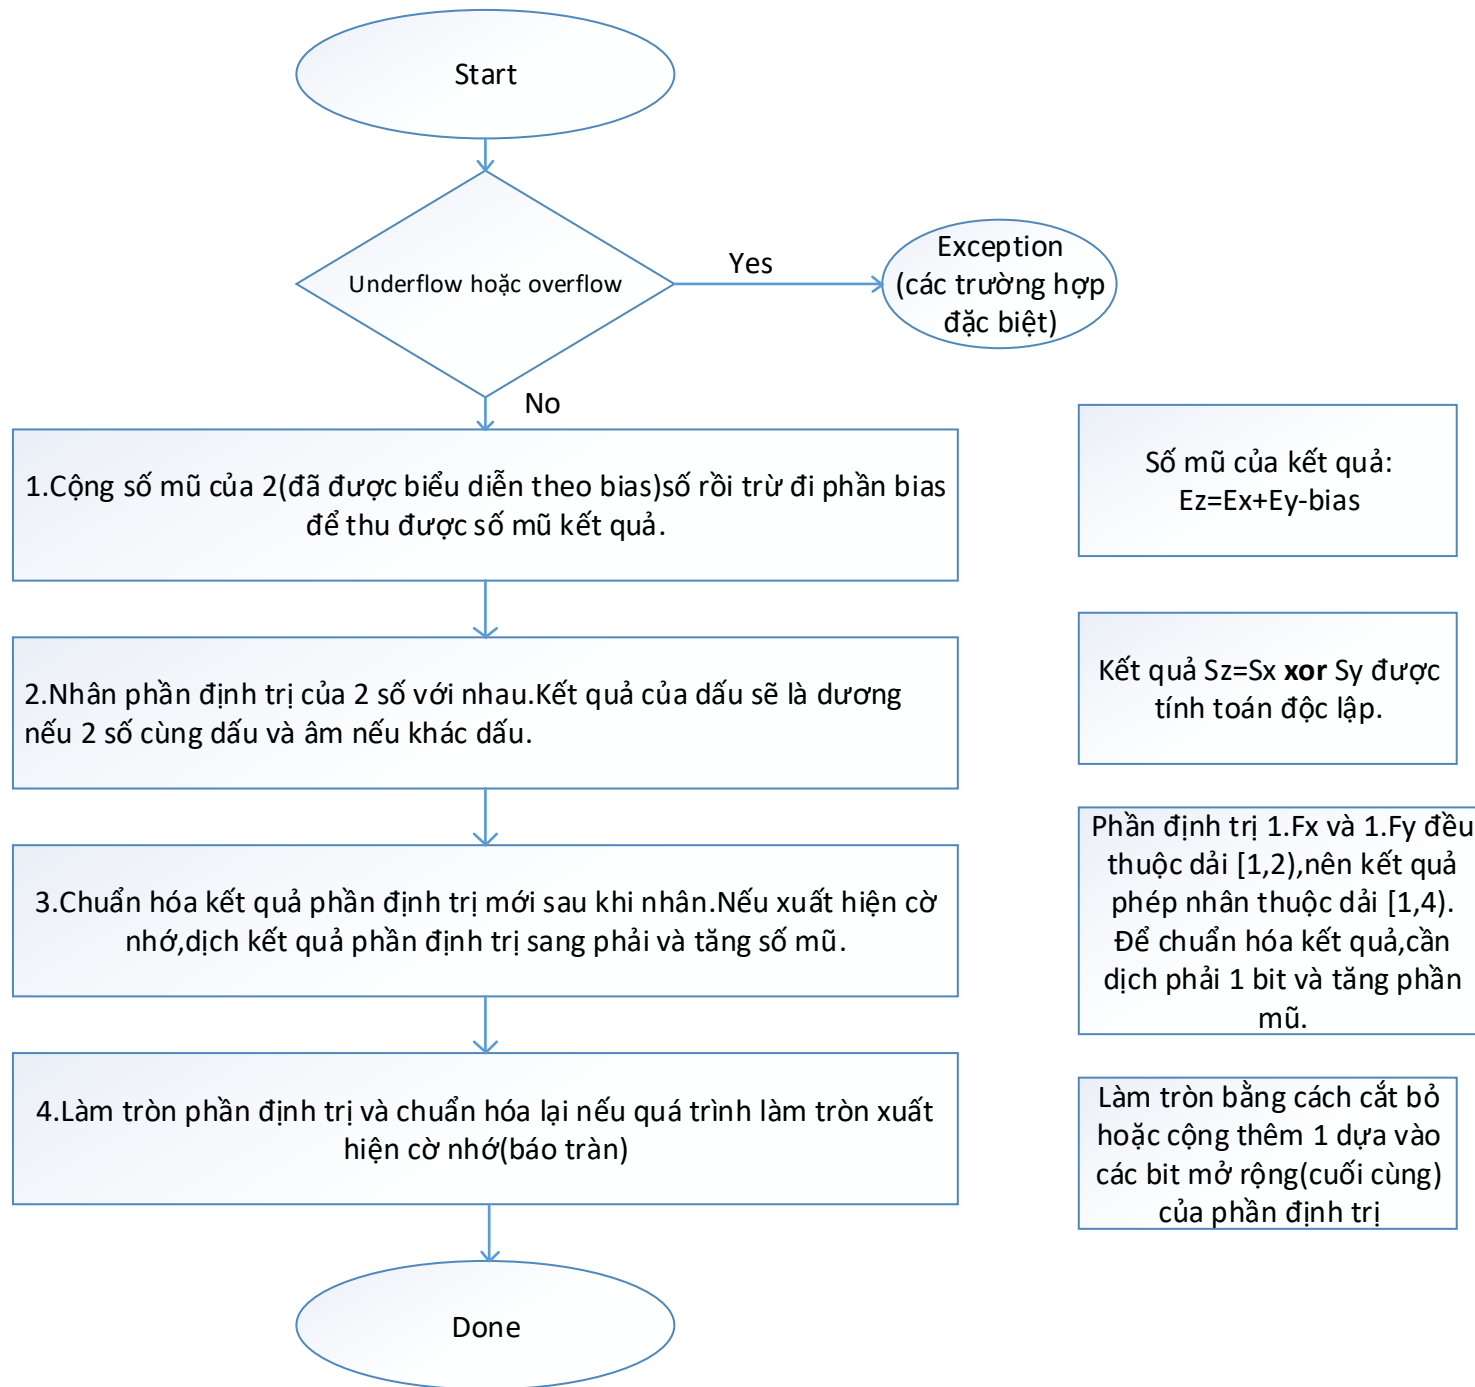 Start
Underflow hoặc overflow
Yes
Exception
(các trường hợp
đặc biệt)
No
1.Cộng số mũ của 2(đã được biểu diễn theo bias)số rồi trừ đi phần bias
để thu được số mũ kết quả.
Số mũ của kết quả:
Ez=Ex+Ey-bias
2.Nhân phần định trị của 2 số với nhau.Kết quả của dấu sẽ là dương
nếu 2 số cùng dấu và âm nếu khác dấu.
Kết quả Sz=Sx xor Sy được
tính toán độc lập.
3.Chuẩn hóa kết quả phần định trị mới sau khi nhân.Nếu xuất hiện cờ
nhớ,dịch kết quả phần định trị sang phải và tăng số mũ.
Phần định trị 1.Fx và 1.Fy đều
thuộc dải [1,2),nên kết quả
phép nhân thuộc dải [1,4).
Để chuẩn hóa kết quả,cần
dịch phải 1 bit và tăng phần
mũ.
4.Làm tròn phần định trị và chuẩn hóa lại nếu quá trình làm tròn xuất
hiện cờ nhớ(báo tràn)
Làm tròn bằng cách cắt bỏ
hoặc cộng thêm 1 dựa vào
các bit mở rộng(cuối cùng)
của phần định trị
Done